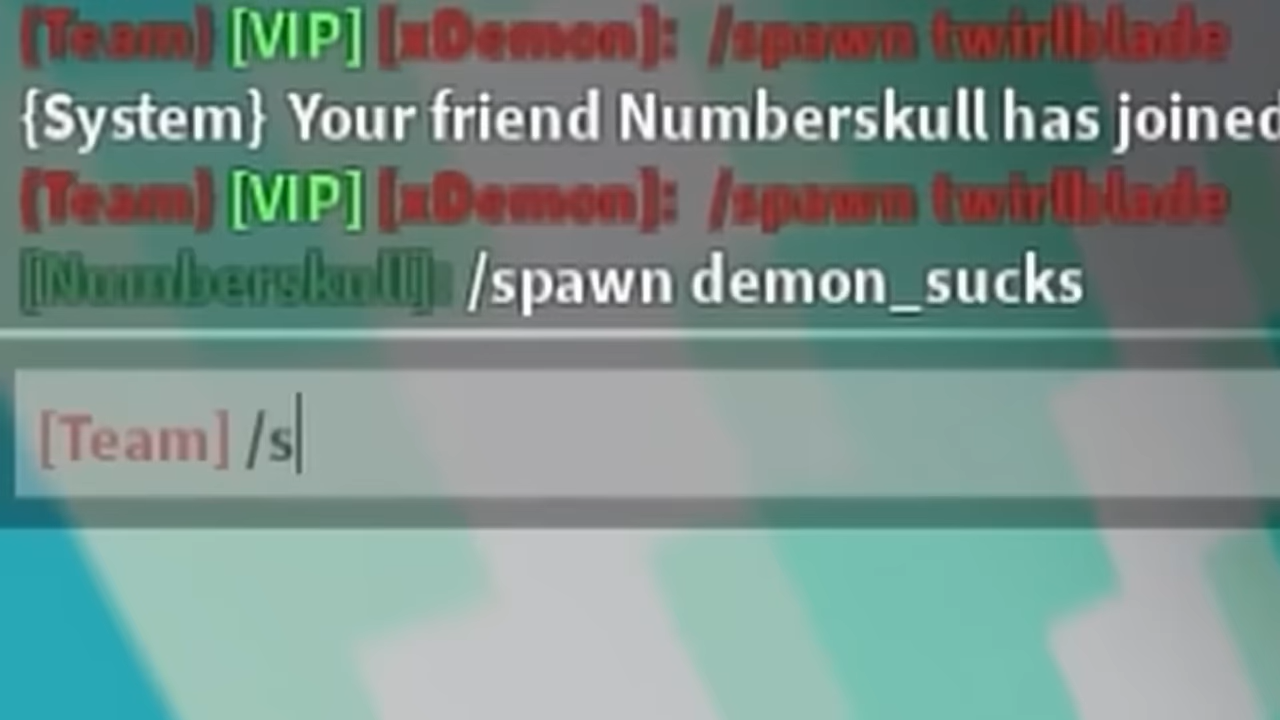 (Team) [VIP] [xDemon]: /spawn twirlblade
{System} Your friend Numberskull has joined
(Team) [VIP] [xDemon]: /spawn twirlblade
[Numberskull]: /spawn demon_sucks
[Team] /s